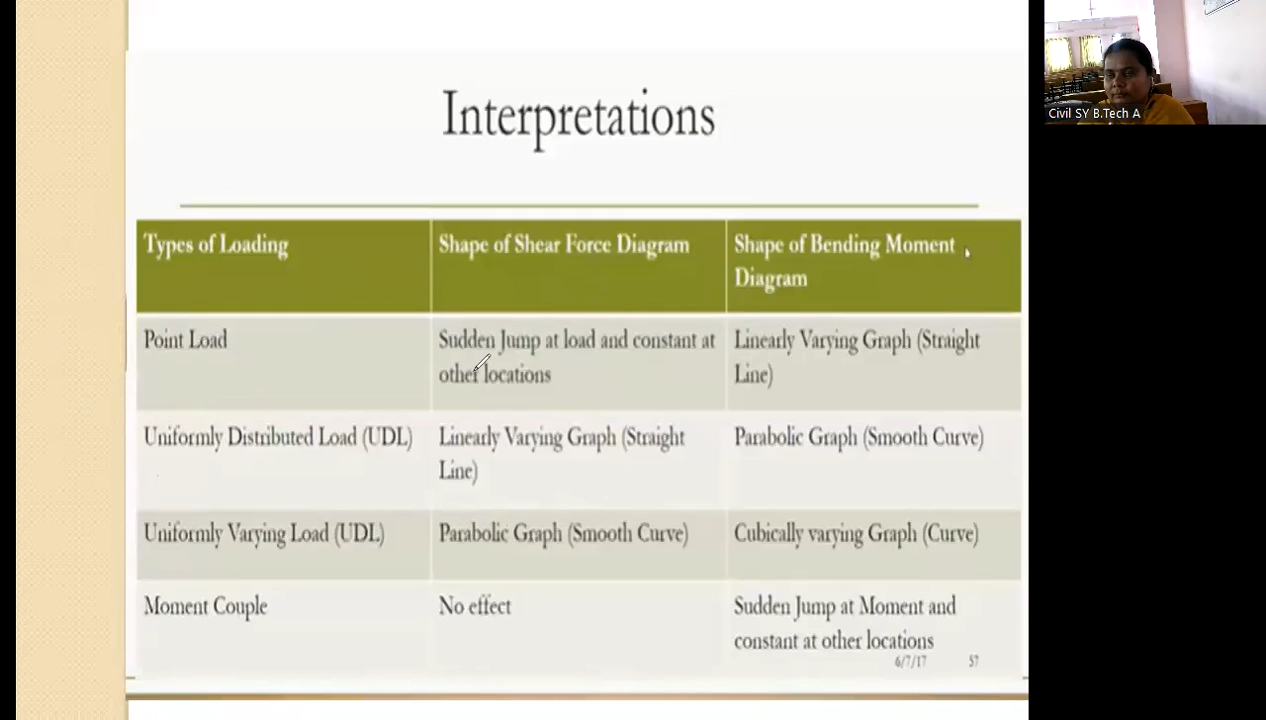 Interpretations
Civil SY B.Tech A
Types of Loading
Shape of Shear Force Diagram
Shape of Bending Moment
Diagram
Point Load
Sudden Jump at load and constant at
other locations
Linearly Varying Graph (Straight
Line)
Uniformly Distributed Load (UDL)
Linearly Varying Graph (Straight
Line)
Parabolic Graph (Smooth Curve)
Uniformly Varying Load (UDL)
Parabolic Graph (Smooth Curve)
Cubically varying Graph (Curve)
Moment Couple
No effect
Sudden Jump at Moment and
constant at other locations
6/7/17
57